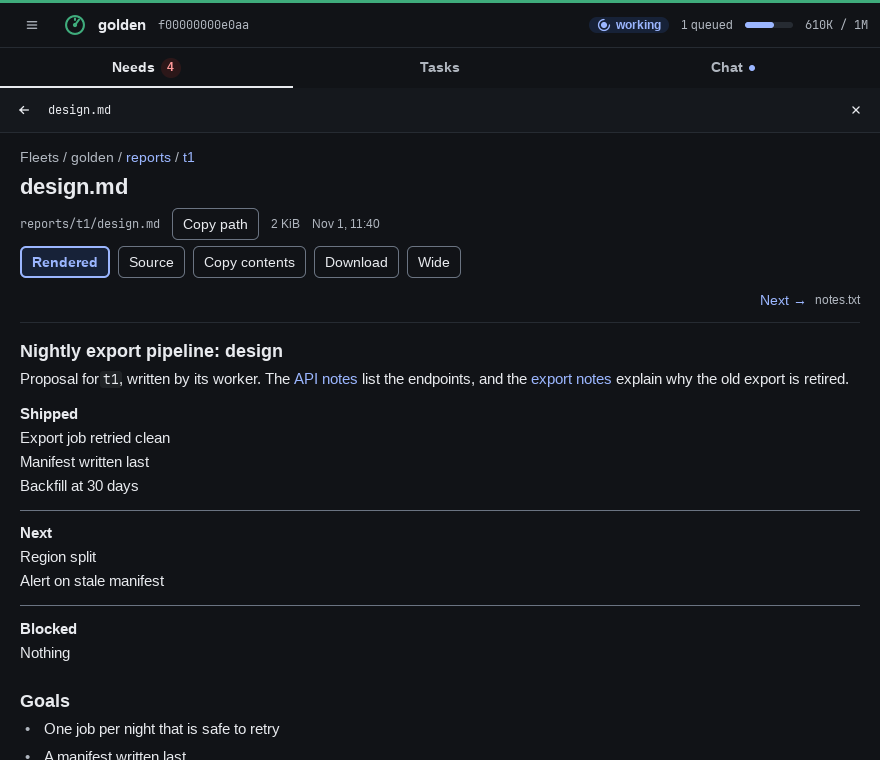 golden f00000000e0aa working 1 queued 610K / 1M
Needs 4 Tasks Chat
design.md
Fleets / golden / reports / t1
design.md
reports/t1/design.md Copy path 2 KiB Nov 1, 11:40
Rendered Source Copy contents Download Wide
Next → notes.txt
Nightly export pipeline: design
Proposal for t1, written by its worker. The API notes list the endpoints, and the export notes explain why the old export is retired.
Shipped
Export job retried clean
Manifest written last
Backfill at 30 days
Next
Region split
Alert on stale manifest
Blocked
Nothing
Goals
• One job per night that is safe to retry
• A manifest written last